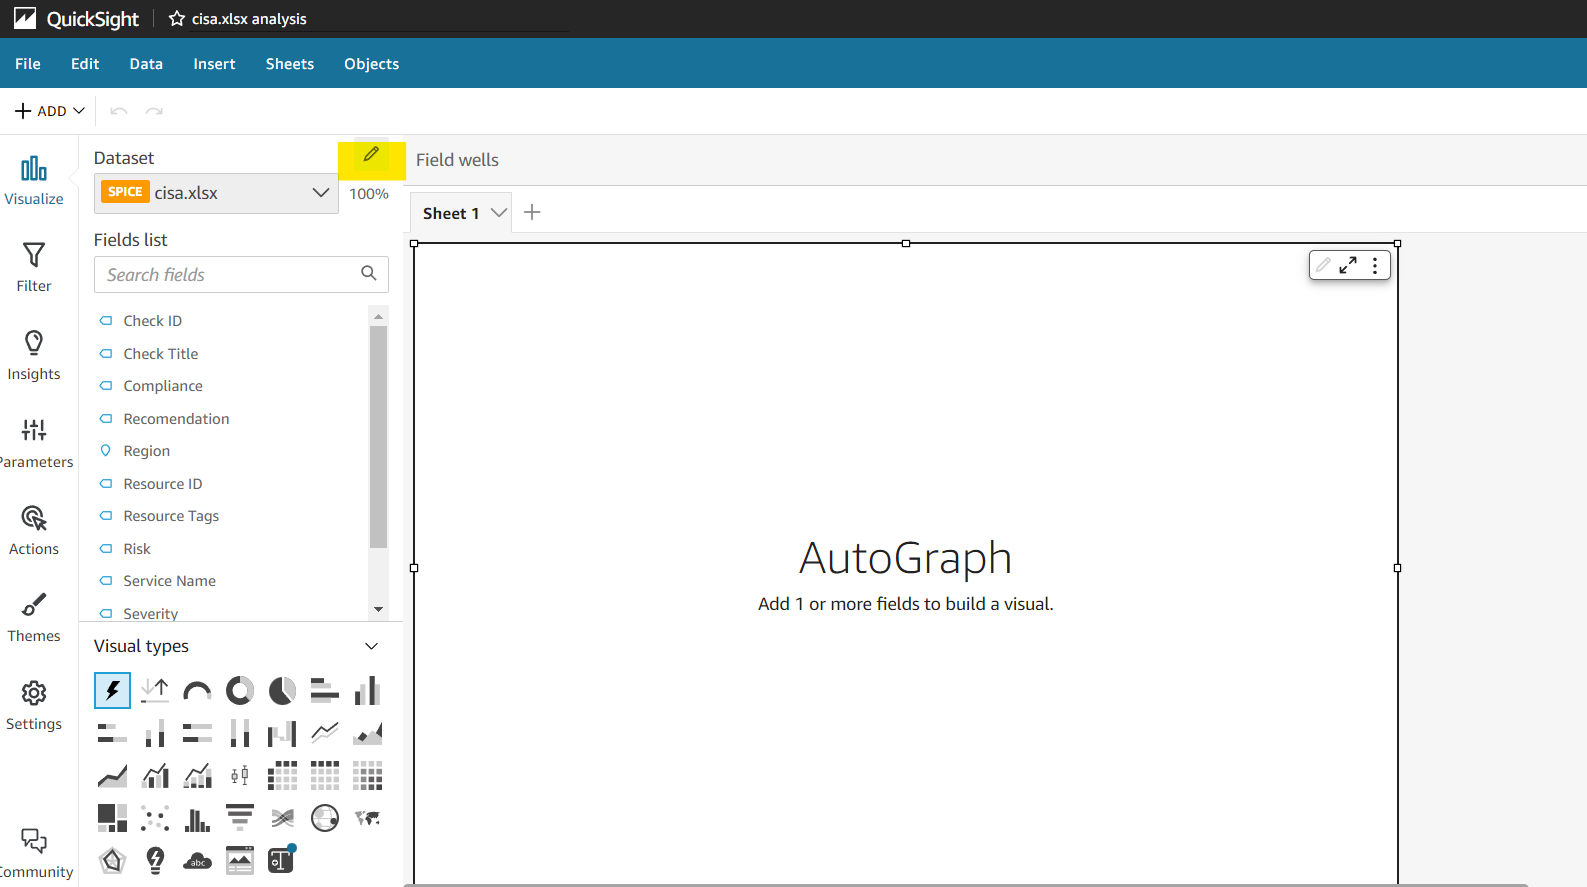 QuickSight
cisa.xlsx analysis
File Edit Data Insert Sheets Objects
ADD
Visualize
Filter
Insights
Parameters
Actions
Themes
Settings
Community
Dataset
SPICE cisa.xlsx
100%
Fields list
Search fields
Check ID
Check Title
Compliance
Recomendation
Region
Resource ID
Resource Tags
Risk
Service Name
Severity
Visual types
abc
Field wells
Sheet 1
AutoGraph
Add 1 or more fields to build a visual.